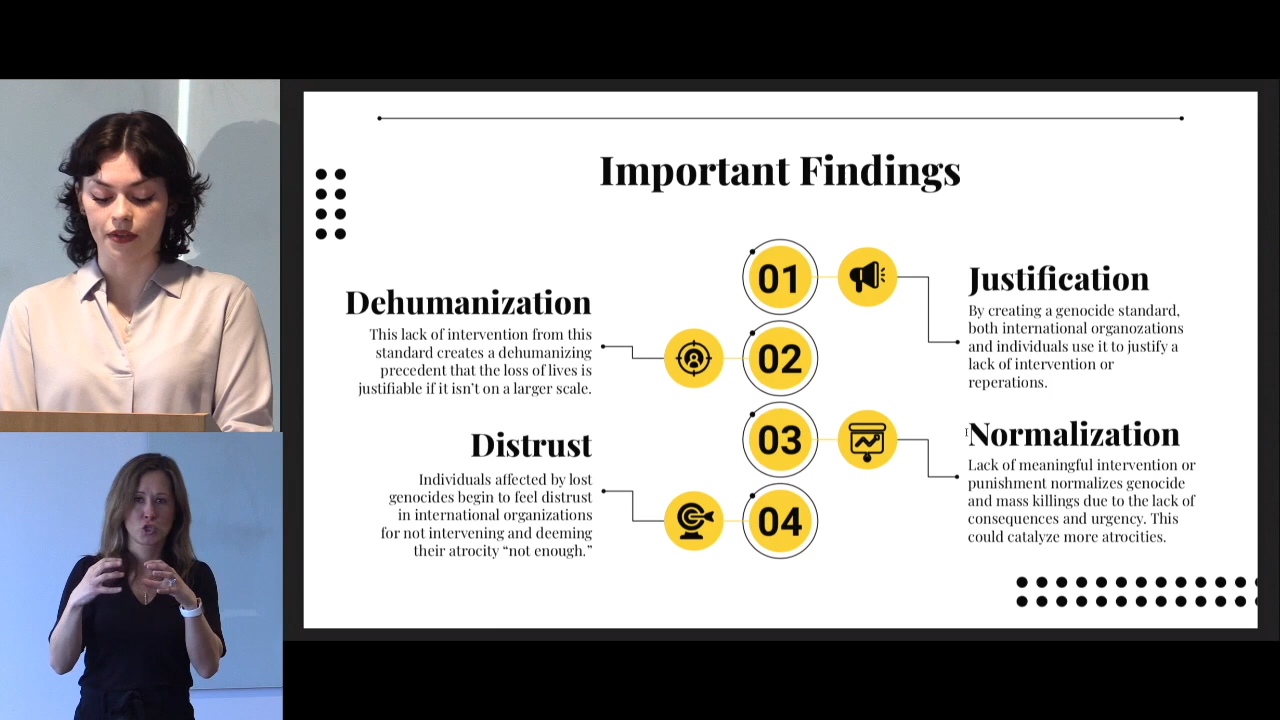 Important Findings
01
Justification
By creating a genocide standard,
both international organozations
and individuals use it to justify a
lack of intervention or
reperations.
Dehumanization
This lack of intervention from this
standard creates a dehumanizing
precedent that the loss of lives is
justifiable if it isn't on a larger scale.
02
03
Normalization
Lack of meaningful intervention or
punishment normalizes genocide
and mass killings due to the lack of
consequences and urgency. This
could catalyze more atrocities.
Distrust
Individuals affected by lost
genocides begin to feel distrust
in international organizations
for not intervening and deeming
their atrocity “not enough.”
04